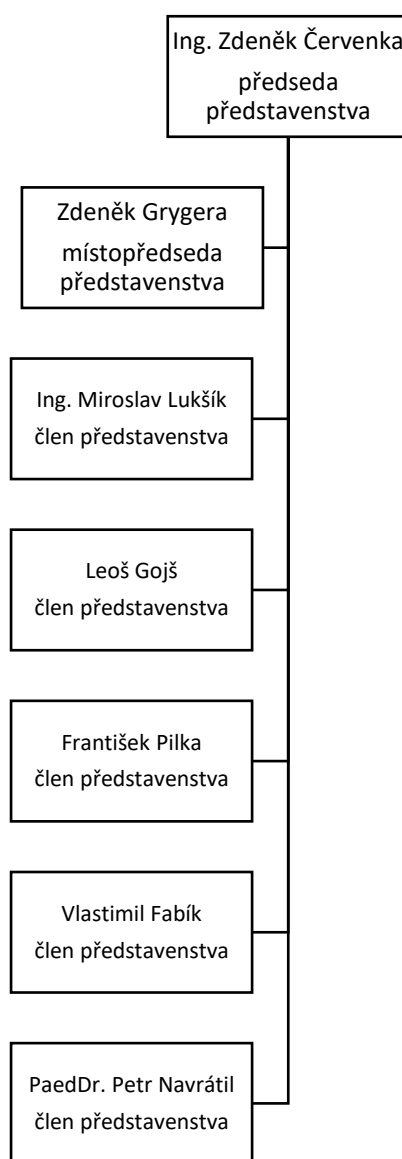 Ing. Zdeněk Červenka
předseda
představenstva
Zdeněk Grygera
místopředseda
představenstva
Ing. Miroslav Lukšík
člen představenstva
Leoš Gojš
člen představenstva
František Pilka
člen představenstva
Vlastimil Fabík
člen představenstva
PaedDr. Petr Navrátil
člen představenstva